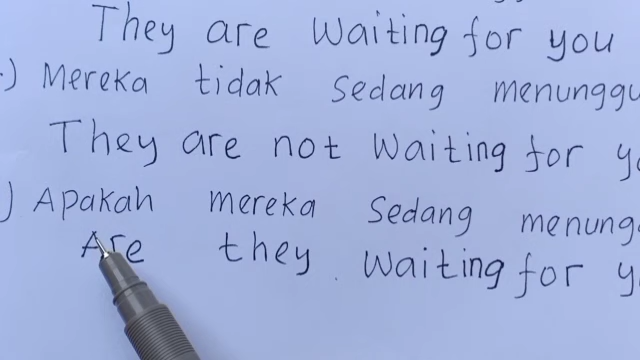 They are waiting for you
.) Mereka tidak sedang menunggu
They are not waiting for
) Apakah mereka sedang
Are they waiting for